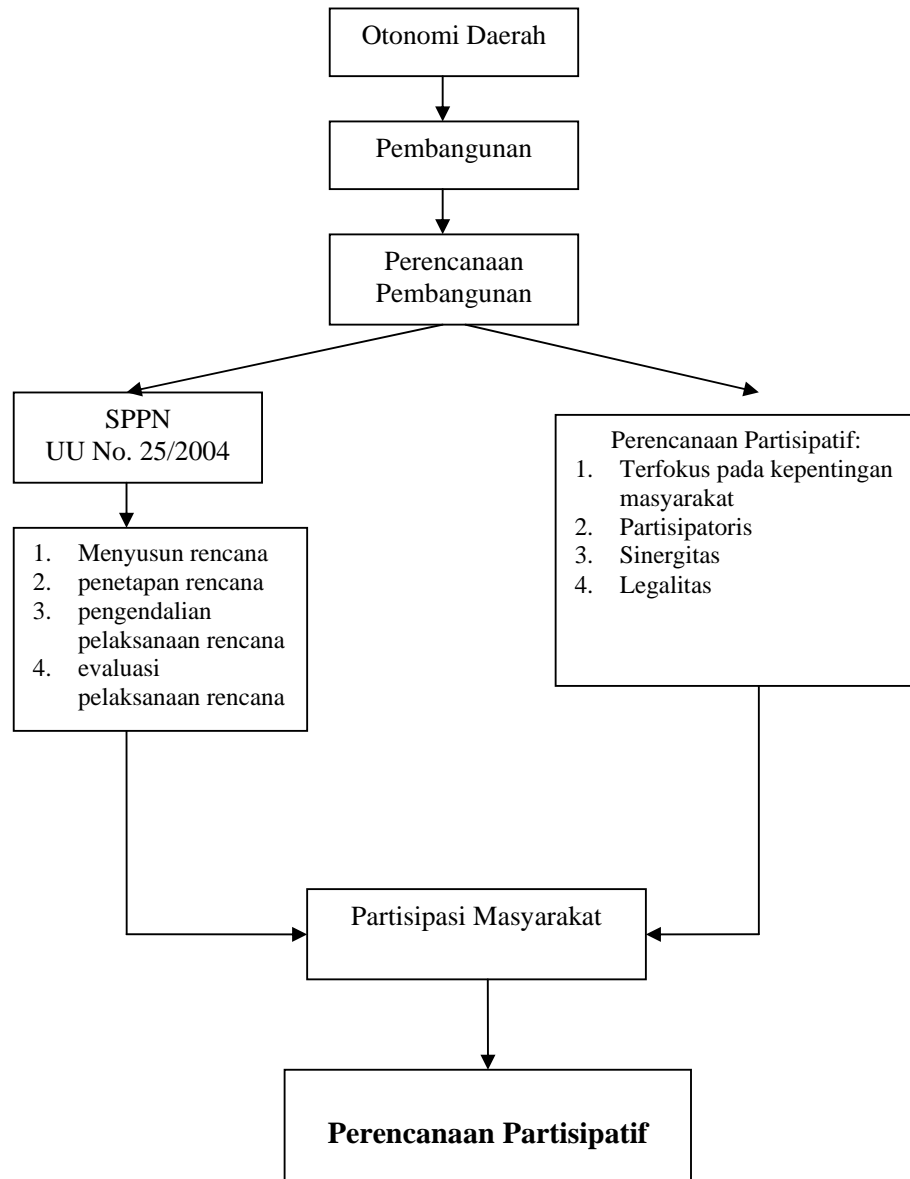 Otonomi Daerah
Pembangunan
Perencanaan
Pembangunan
SPPN
UU No. 25/2004
1. Menyusun rencana
2. penetapan rencana
3. pengendalian
pelaksanaan rencana
4. evaluasi
pelaksanaan rencana
Perencanaan Partisipatif:
1. Terfokus pada kepentingan
masyarakat
2. Partisipatoris
3. Sinergitas
4. Legalitas
Partisipasi Masyarakat
Perencanaan Partisipatif